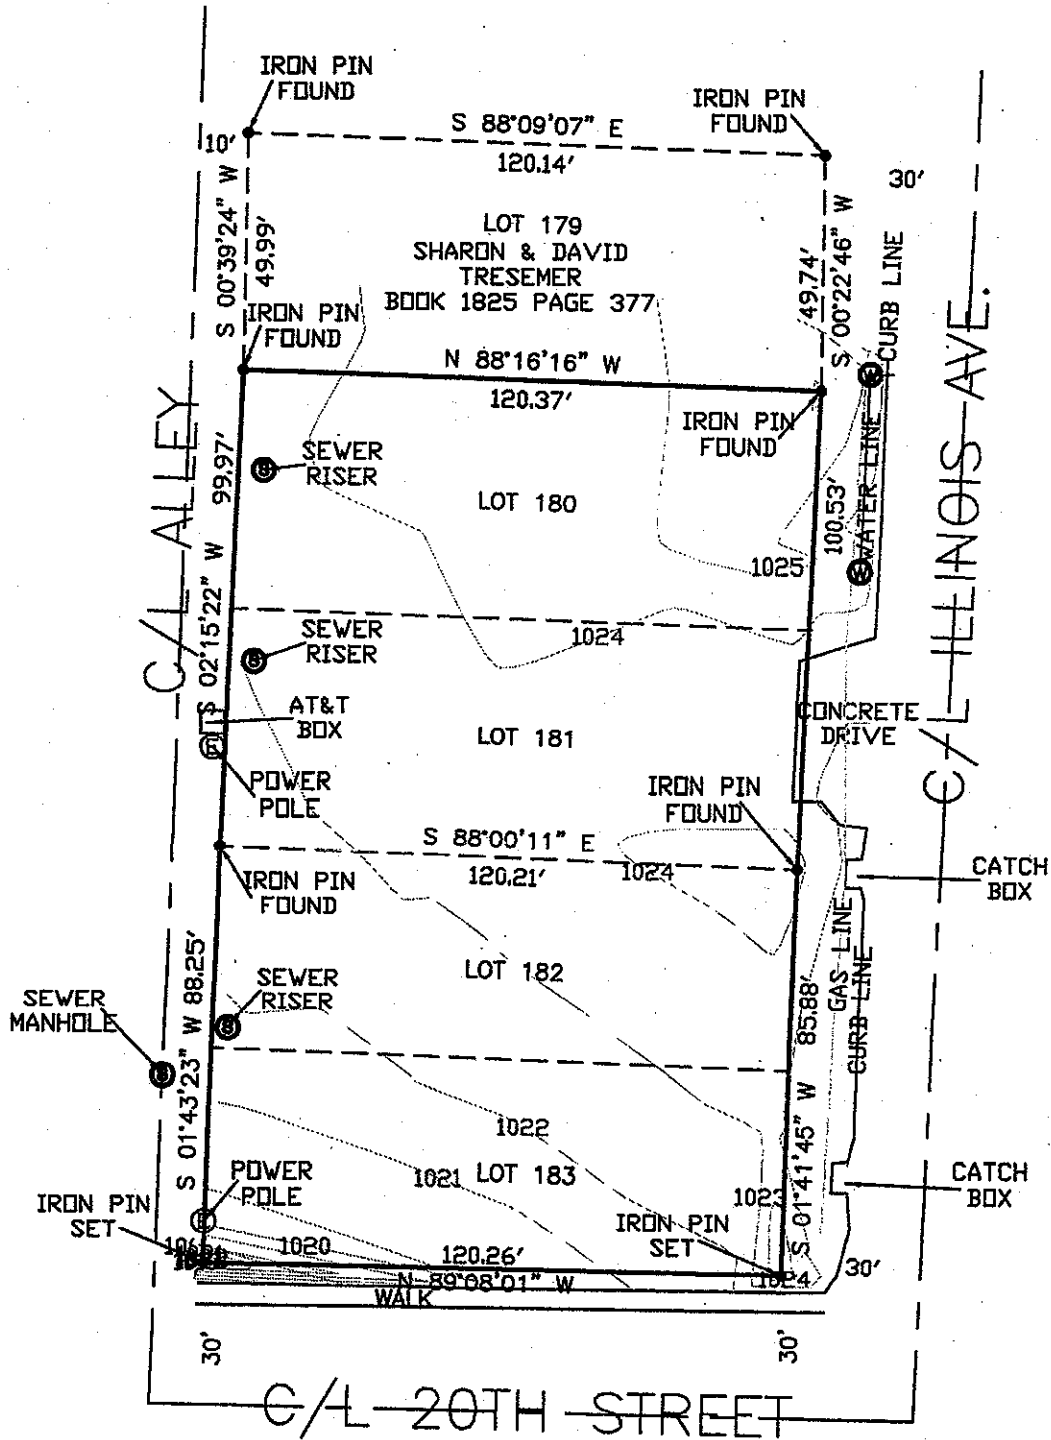 IRON PIN
FOUND
IRON PIN
FOUND
S 88°09'07" E
120.14'
10'
30'
S 00°39'24" W
49.99'
LOT 179
SHARON & DAVID
TRESEMER
BOOK 1825 PAGE 377
49.74'
S 00°22'46" W
CURB LINE
IRON PIN
FOUND
N 88°16'16" W
120.37'
IRON PIN
FOUND
C/L ALLEY
C/L ILLINOIS AVE.
S 02°15'22" W 99.97'
S
SEWER
RISER
LOT 180
100.53'
WATER LINE
W
W
1025
1024
S
SEWER
RISER
AT&T
BOX
LOT 181
CONCRETE
DRIVE
POWER
POLE
IRON PIN
FOUND
S 88°00'11" E
120.21'
1024
IRON PIN
FOUND
CATCH
BOX
GAS LINE
CURB LINE
LOT 182
S 01°43'23" W 88.25'
S
SEWER
RISER
SEWER
MANHOLE
S
S 01°41'45" W 85.88'
1022
1021
LOT 183
1023
CATCH
BOX
POWER
POLE
IRON PIN
SET
IRON PIN
SET
1020
120.26'
N 89°08'01" W
1024
30'
WALK
30'
30'
C/L 20TH STREET